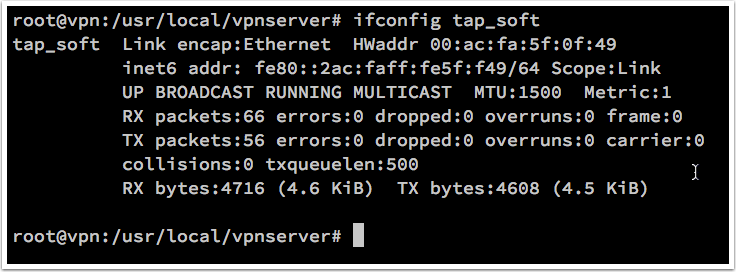 root@vpn:/usr/local/vpnserver# ifconfig tap_soft
tap_soft  Link encap:Ethernet  HWaddr 00:ac:fa:5f:0f:49
inet6 addr: fe80::2ac:faff:fe5f:f49/64 Scope:Link
UP BROADCAST RUNNING MULTICAST  MTU:1500  Metric:1
RX packets:66 errors:0 dropped:0 overruns:0 frame:0
TX packets:56 errors:0 dropped:0 overruns:0 carrier:0
collisions:0 txqueuelen:500
RX bytes:4716 (4.6 KiB)  TX bytes:4608 (4.5 KiB)
root@vpn:/usr/local/vpnserver#